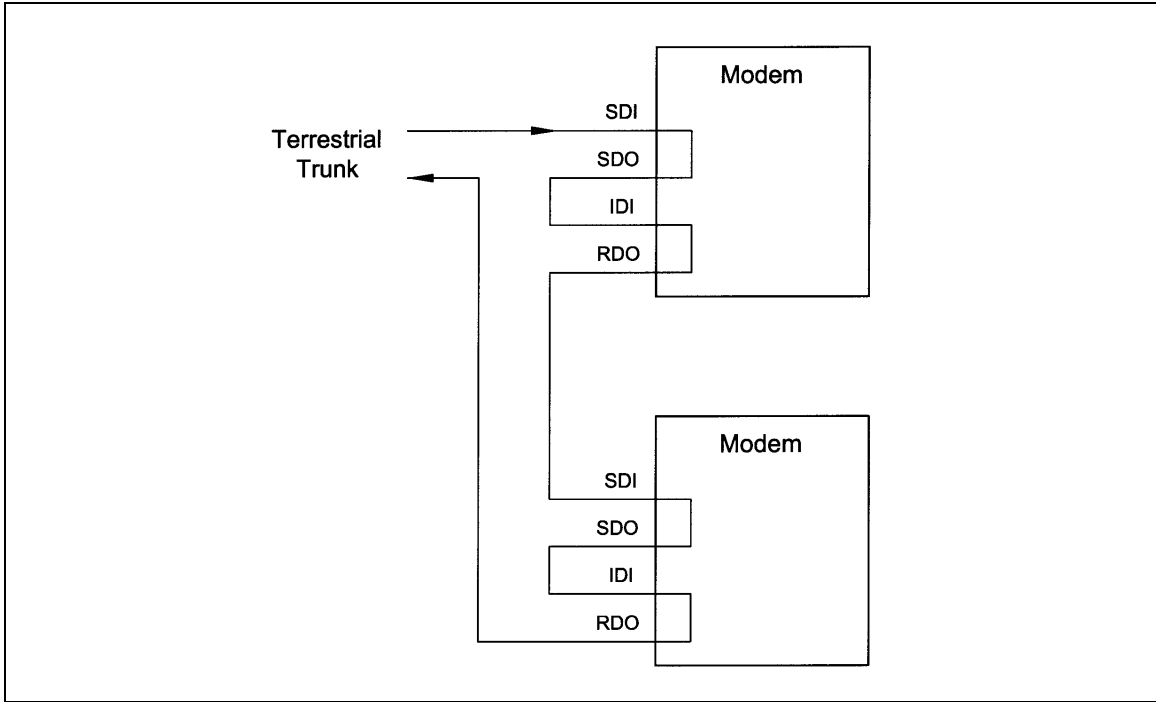 Modem
SDI
Terrestrial
Trunk
SDO
IDI
RDO
Modem
SDI
SDO
IDI
RDO